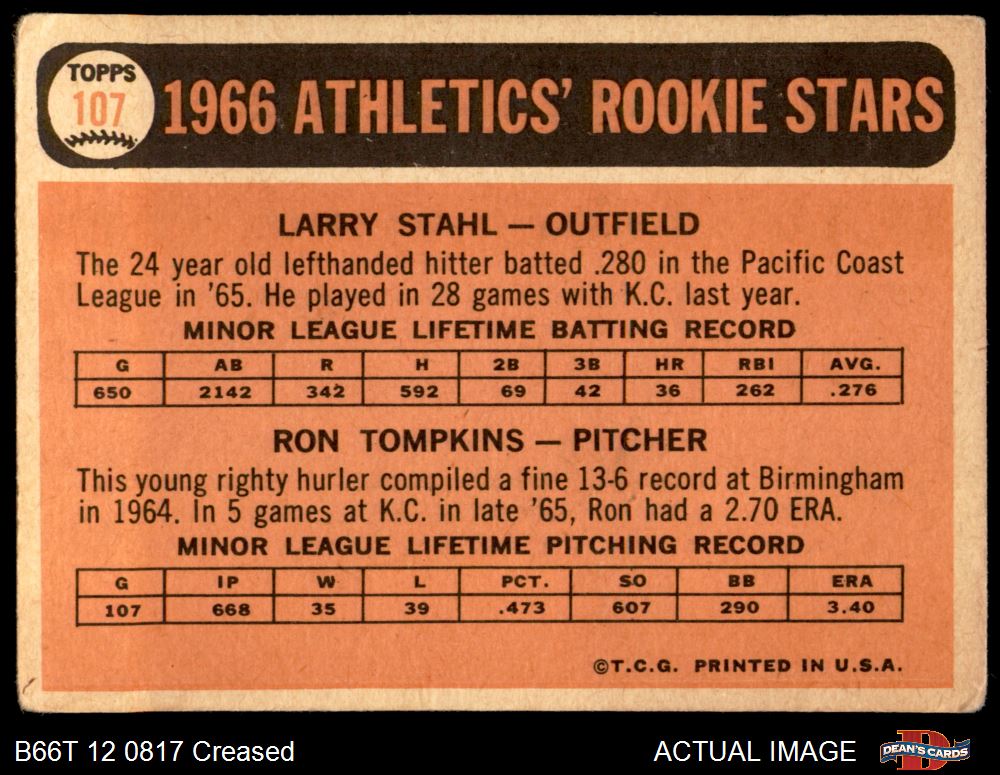 TOPPS
107
1966 ATHLETICS' ROOKIE STARS
LARRY STAHL — OUTFIELD
The 24 year old lefthanded hitter batted .280 in the Pacific Coast
League in '65. He played in 28 games with K.C. last year.
MINOR LEAGUE LIFETIME BATTING RECORD
G AB R H 2B 3B HR RBI AVG.
650 2142 342 592 69 42 36 262 .276
RON TOMPKINS — PITCHER
This young righty hurler compiled a fine 13-6 record at Birmingham
in 1964. In 5 games at K.C. in late '65, Ron had a 2.70 ERA.
MINOR LEAGUE LIFETIME PITCHING RECORD
G IP W L PCT. SO BB ERA
107 668 35 39 .473 607 290 3.40
©T.C.G. PRINTED IN U.S.A.
B66T 12 0817 Creased
ACTUAL IMAGE
D
DEAN'S CARDS